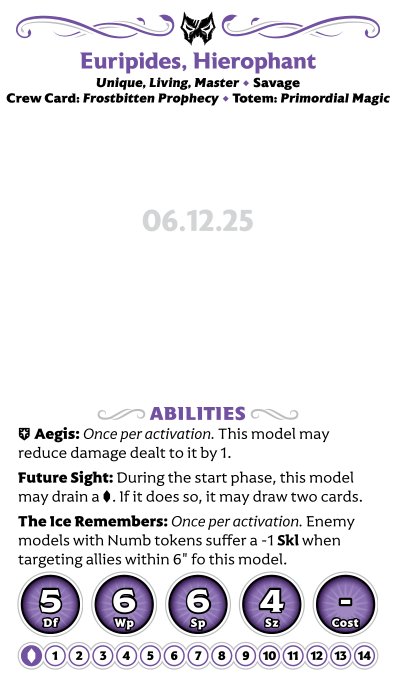 Euripides, Hierophant
Unique, Living, Master ⬥ Savage
Crew Card: Frostbitten Prophecy ⬥ Totem: Primordial Magic
06.12.25
ABILITIES
Aegis: Once per activation. This model may
reduce damage dealt to it by 1.
Future Sight: During the start phase, this model
may drain a . If it does so, it may draw two cards.
The Ice Remembers: Once per activation. Enemy
models with Numb tokens suffer a -1 Skl when
targeting allies within 6" fo this model.
5 6 6 4 -
Df Wp Sp Sz Cost
1 2 3 4 5 6 7 8 9 10 11 12 13 14